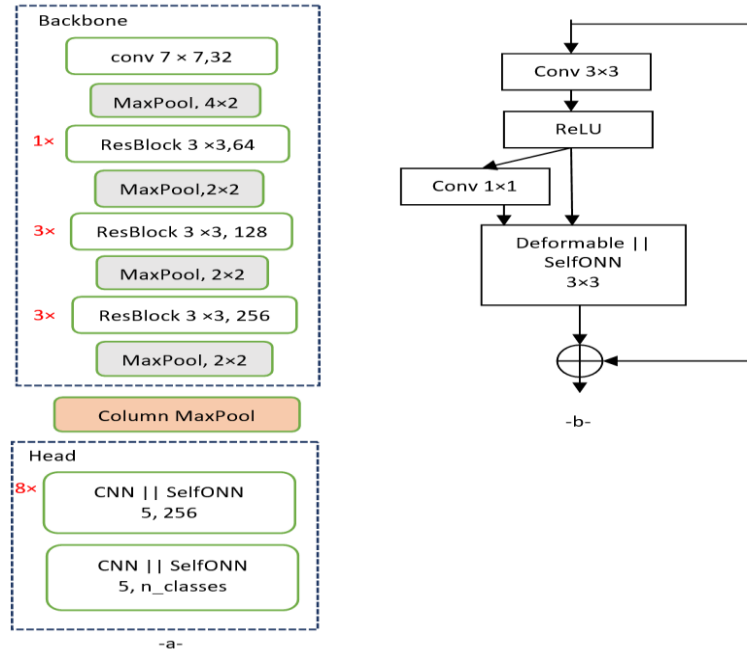 Backbone
conv 7 × 7,32
MaxPool, 4×2
1×
ResBlock 3 ×3,64
MaxPool,2×2
3×
ResBlock 3 ×3, 128
MaxPool, 2×2
3×
ResBlock 3 ×3, 256
MaxPool, 2×2
Column MaxPool
Head
8×
CNN || SelfONN
5, 256
CNN || SelfONN
5, n_classes
-a-
Conv 3×3
ReLU
Conv 1×1
Deformable ||
SelfONN
3×3
-b-